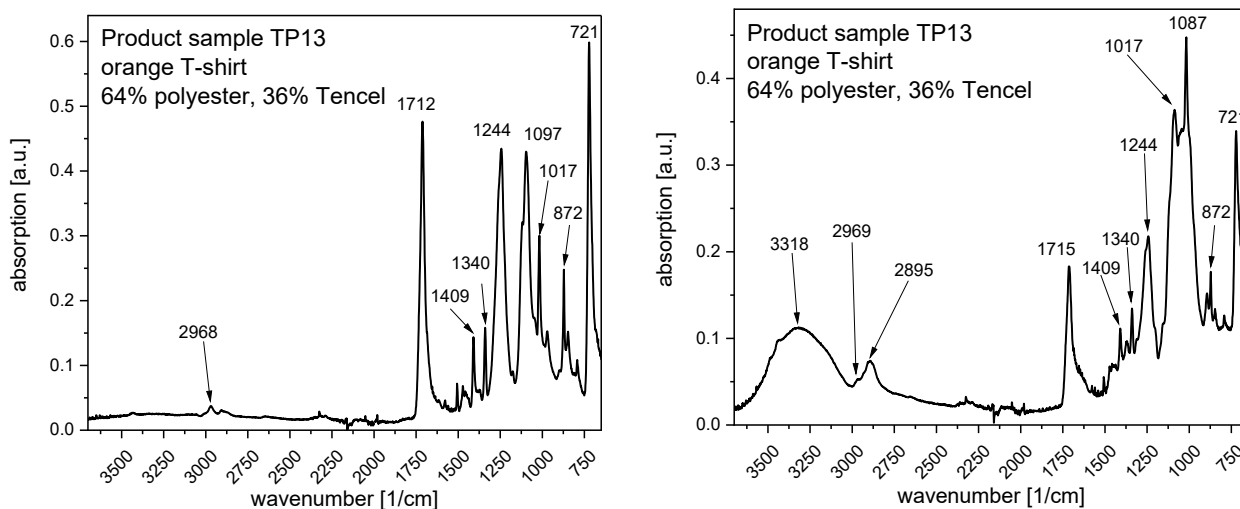 Product sample TP13
orange T-shirt
64% polyester, 36% Tencel
721
1712
1244
1097
1017
872
1340
1409
2968
0.6
0.5
0.4
0.3
0.2
0.1
0.0
absorption [a.u.]
3500 3250 3000 2500 2250 2000 1750 1500 1250 1000 750
wavenumber [1/cm]
Product sample TP13
orange T-shirt
64% polyester, 36% Tencel
1087
1017
721
1244
872
1340
1715
1409
3318
2969
2895
0.4
0.3
0.2
0.1
0.0
absorption [a.u.]
3500 3250 3000 2500 2250 2000 1750 1500 1250 1000 750
wavenumber [1/cm]